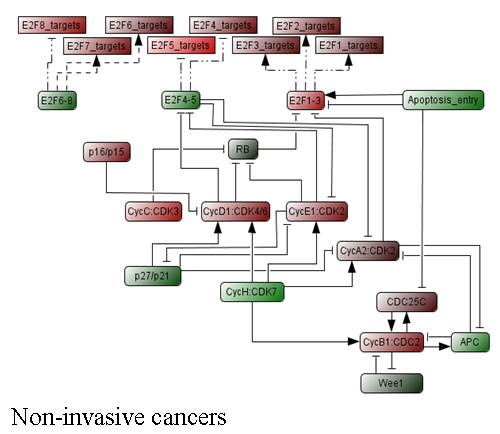 E2F8_targets
E2F6_targets
E2F4_targets
E2F2_targets
E2F7_targets
E2F5_targets
E2F3_targets
E2F1_targets
E2F6-8
E2F4-5
E2F1-3
Apoptosis_entry
p16/p15
RB
CycC:CDK3
CycD1:CDK4/6
CycE1:CDK2
CycA2:CDK2
p27/p21
CycH:CDK7
CDC25C
CycB1:CDC2
APC
Wee1
Non-invasive cancers